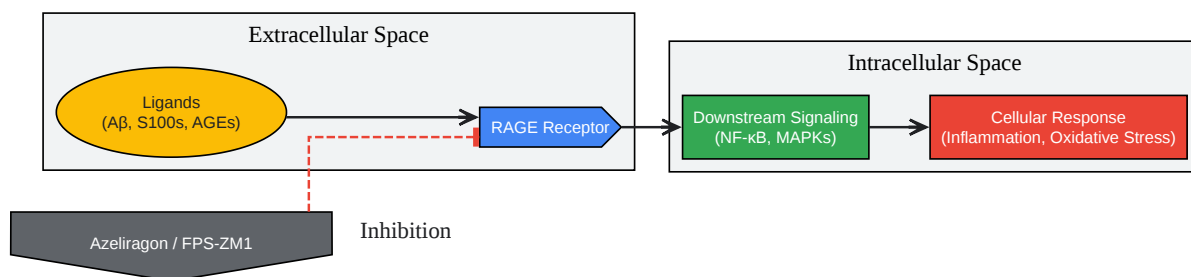 Extracellular Space
Ligands
(Aβ, S100s, AGEs)
RAGE Receptor
Intracellular Space
Downstream Signaling
(NF-κB, MAPKs)
Cellular Response
(Inflammation, Oxidative Stress)
Azeliragon / FPS-ZM1
Inhibition